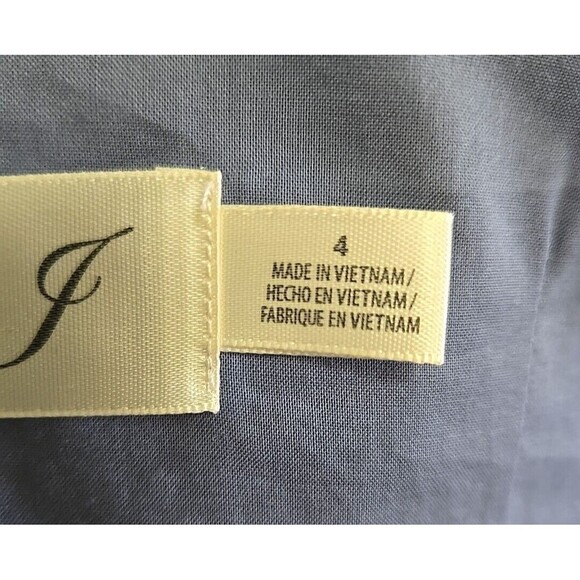 J
4
MADE IN VIETNAM/
HECHO EN VIETNAM/
FABRIQUE EN VIETNAM